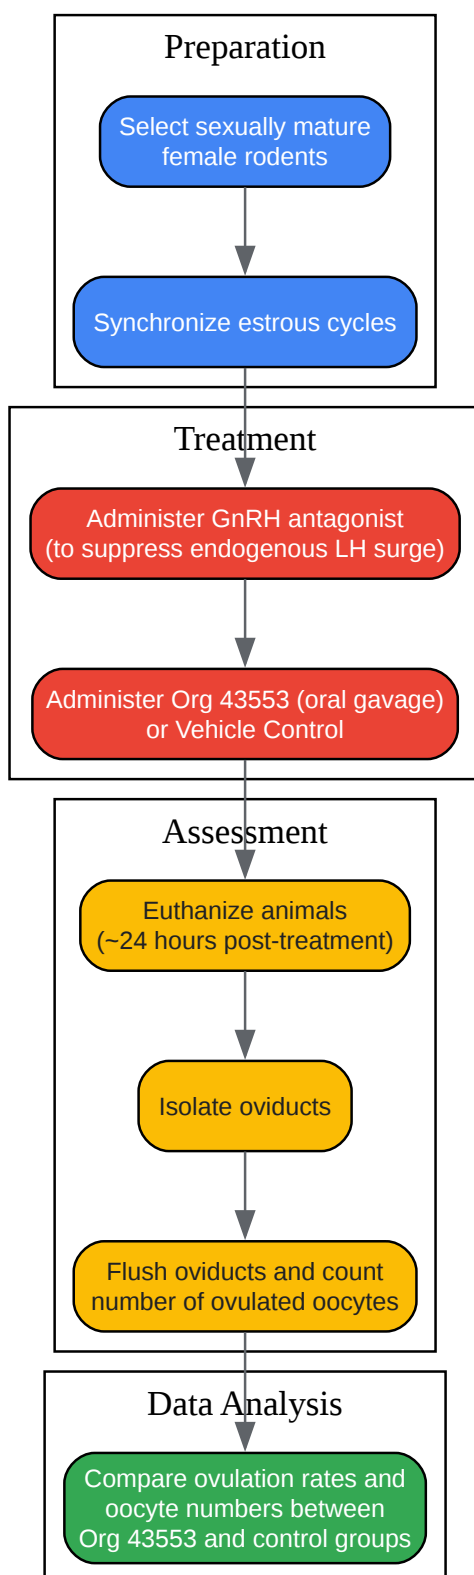 Preparation
Select sexually mature
female rodents
Synchronize estrous cycles
Treatment
Administer GnRH antagonist
(to suppress endogenous LH surge)
Administer Org 43553 (oral gavage)
or Vehicle Control
Assessment
Euthanize animals
(~24 hours post-treatment)
Isolate oviducts
Flush oviducts and count
number of ovulated oocytes
Data Analysis
Compare ovulation rates and
oocyte numbers between
Org 43553 and control groups